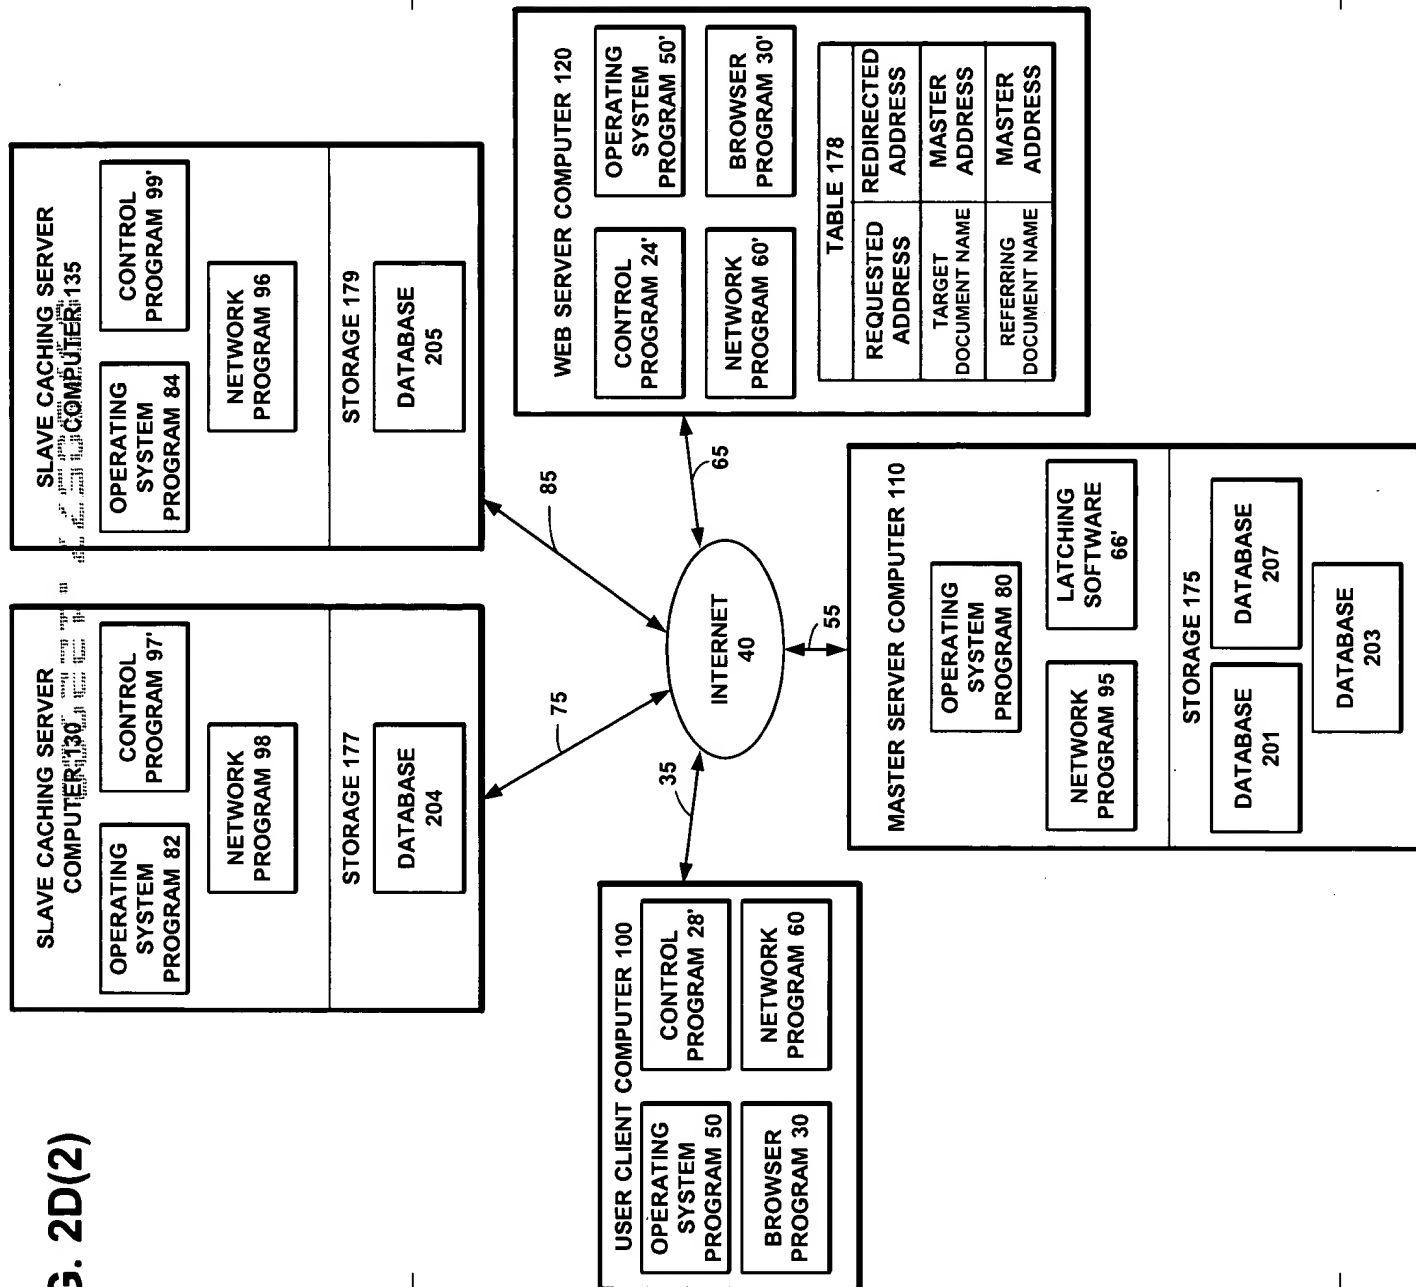 G. 2D(2)
SLAVE CACHING SERVER
COMPUTER 130
OPERATING
SYSTEM
PROGRAM 82
CONTROL
PROGRAM 97'
NETWORK
PROGRAM 98
STORAGE 177
DATABASE
204
SLAVE CACHING SERVER
COMPUTER 135
OPERATING
SYSTEM
PROGRAM 84
CONTROL
PROGRAM 99'
NETWORK
PROGRAM 96
STORAGE 179
DATABASE
205
75
85
USER CLIENT COMPUTER 100
OPERATING
SYSTEM
PROGRAM 50
CONTROL
PROGRAM 28'
BROWSER
PROGRAM 30
NETWORK
PROGRAM 60
35
INTERNET
40
65
55
WEB SERVER COMPUTER 120
CONTROL
PROGRAM 24'
OPERATING
SYSTEM
PROGRAM 50'
NETWORK
PROGRAM 60'
BROWSER
PROGRAM 30'
TABLE 178
REQUESTED
ADDRESS
REDIRECTED
ADDRESS
TARGET
DOCUMENT NAME
MASTER
ADDRESS
REFERRING
DOCUMENT NAME
MASTER
ADDRESS
MASTER SERVER COMPUTER 110
OPERATING
SYSTEM
PROGRAM 80
NETWORK
PROGRAM 95
LATCHING
SOFTWARE
66'
STORAGE 175
DATABASE
201
DATABASE
207
DATABASE
203